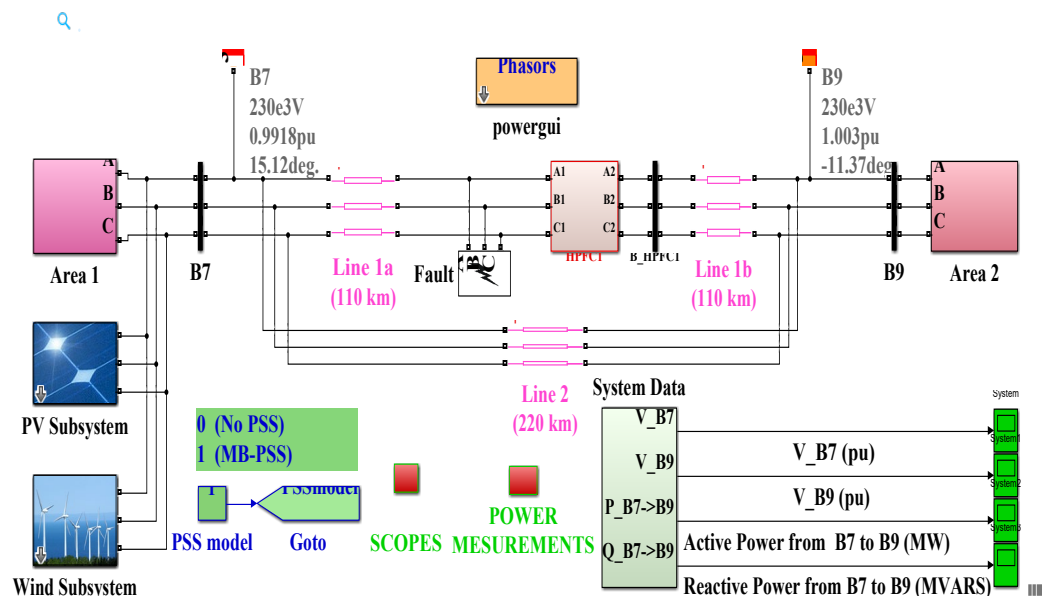 Phasors
powergui
B7
230e3V
0.9918pu
15.12deg.
B9
230e3V
1.003pu
-11.37deg
A
B
C
Area 1
B7
Line 1a
(110 km)
Fault
A
B
C
A1
B1
C1
A2
B2
C2
HPFC1
B_HPFC1
Line 1b
(110 km)
B9
A
B
C
Area 2
Line 2
(220 km)
PV Subsystem
Wind Subsystem
0 (No PSS)
1 (MB-PSS)
PSS model
PSSmodel
Goto
SCOPES
POWER
MESUREMENTS
System Data
V_B7
V_B9
P_B7->B9
Q_B7->B9
V_B7 (pu)
V_B9 (pu)
Active Power from B7 to B9 (MW)
Reactive Power from B7 to B9 (MVARS)
System
System1
System2
System3